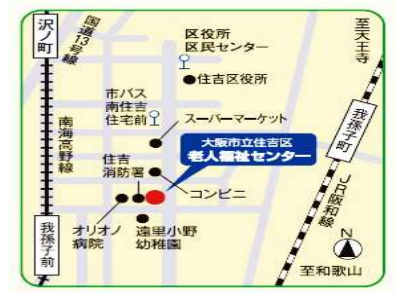 沢ノ町
国道13号線
区役所
区民センター
至天王寺
住吉区役所
市バス
南住吉
住宅前
スーパーマーケット
我孫子町
大阪市立住吉区
老人福祉センター
南海高野線
住吉
消防署
コンビニ
JR阪和線
我孫子前
オリオノ
病院
遠里小野
幼稚園
N
至和歌山